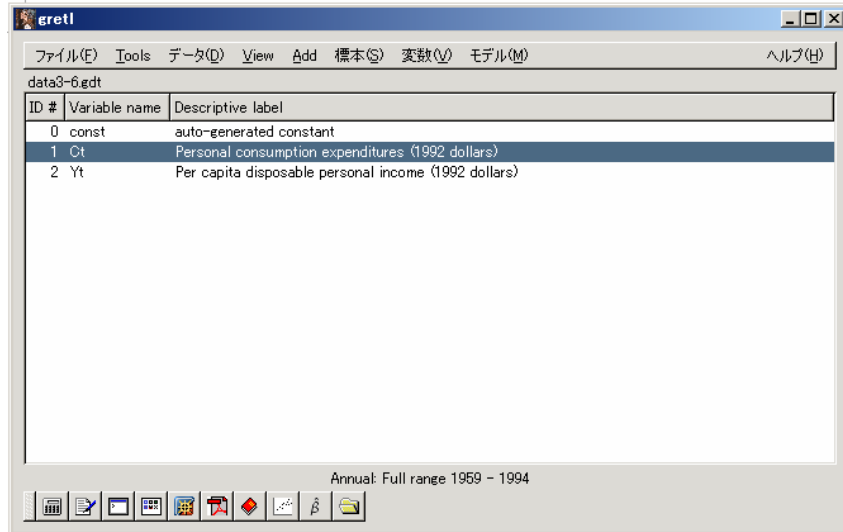 gretl
ファイル(F) Tools データ(D) View Add 標本(S) 変数(V) モデル(M) ヘルプ(H)
data3-6.gdt
ID # Variable name Descriptive label
0 const auto-generated constant
1 Ct Personal consumption expenditures (1992 dollars)
2 Yt Per capita disposable personal income (1992 dollars)
Annual: Full range 1959 - 1994
β̂